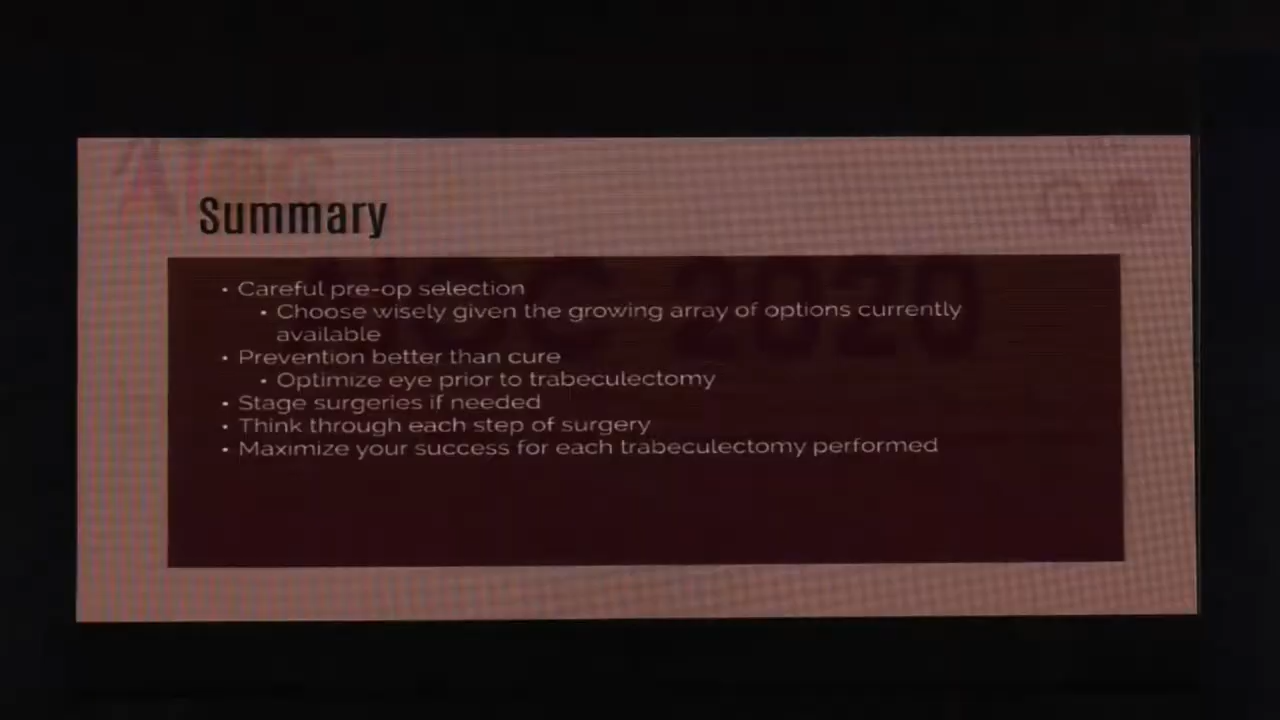 Summary
• Careful pre-op selection
• Choose wisely given the growing array of options currently
available
• Prevention better than cure
• Optimize eye prior to trabeculectomy
• Stage surgeries if needed
• Think through each step of surgery
• Maximize your success for each trabeculectomy performed
2020